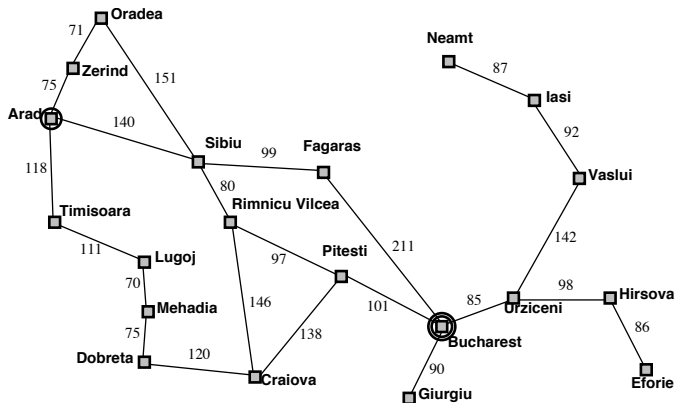 Oradea
71
Neamt
Zerind
87
75
151
Iasi
Arad
140
92
Sibiu
Fagaras
99
118
Vaslui
80
Rimnicu Vilcea
Timisoara
142
111
Pitesti
211
Lugoj
97
70
98
Hirsova
146
85
Mehadia
101
Urziceni
138
86
75
Bucharest
Dobreta
120
90
Craiova
Eforie
Giurgiu